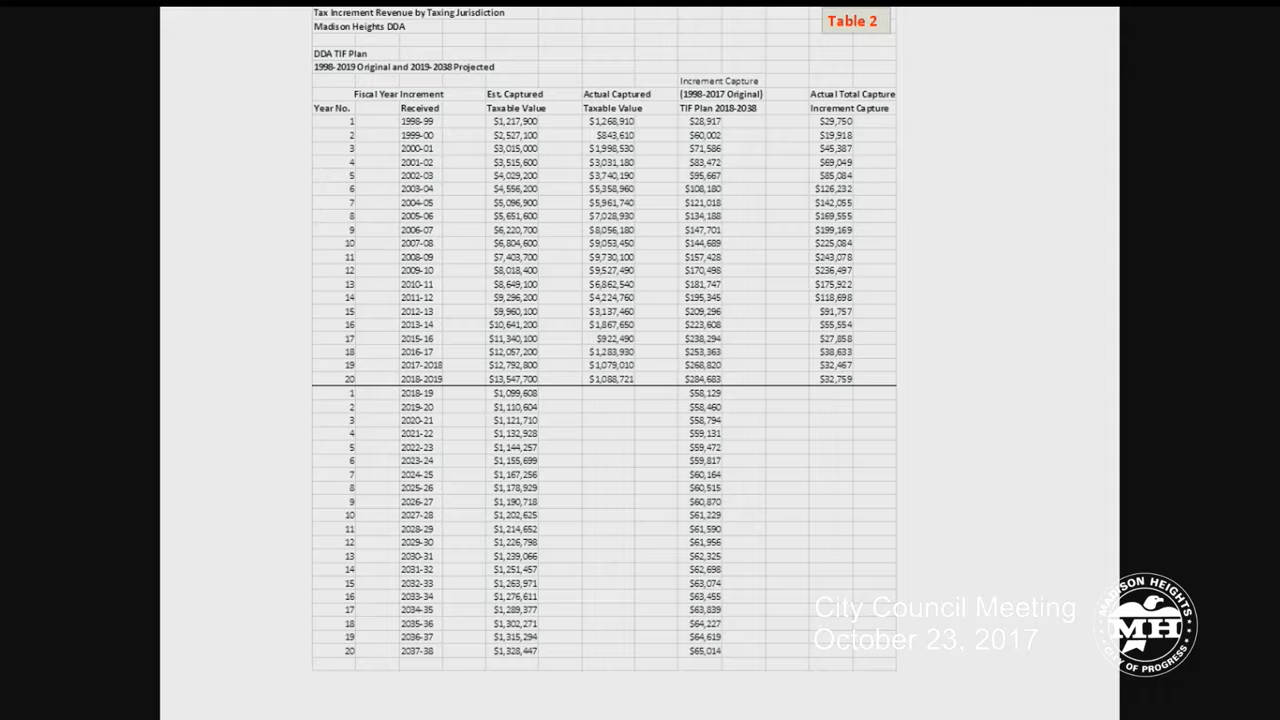 Tax Increment Revenue by Taxing Jurisdiction
Table 2
Madison Heights DDA
DDA TIF Plan
1998-2019 Original and 2019-2038 Projected
Increment Capture
Fiscal Year Increment Est. Captured Actual Captured (1998-2017 Original) Actual Total Capture
Year No. Received Taxable Value Taxable Value TIF Plan 2018-2038 Increment Capture
1 1998-99 $1,217,900 $1,268,910 $28,917 $29,750
2 1999-00 $2,527,100 $843,610 $60,002 $19,918
3 2000-01 $3,015,000 $1,998,530 $71,586 $45,387
4 2001-02 $3,515,600 $3,031,180 $83,472 $69,049
5 2002-03 $4,029,200 $3,740,190 $95,667 $85,084
6 2003-04 $4,556,200 $5,358,960 $108,180 $126,232
7 2004-05 $5,096,900 $5,961,740 $121,018 $142,055
8 2005-06 $5,651,600 $7,028,930 $134,188 $169,555
9 2006-07 $6,220,700 $8,056,180 $147,701 $199,169
10 2007-08 $6,804,600 $9,053,450 $144,689 $225,084
11 2008-09 $7,403,700 $9,730,100 $157,428 $243,078
12 2009-10 $8,018,400 $9,527,490 $170,498 $236,497
13 2010-11 $8,649,100 $6,862,540 $181,747 $175,922
14 2011-12 $9,296,200 $4,224,760 $195,345 $118,698
15 2012-13 $9,960,100 $3,137,460 $209,296 $91,757
16 2013-14 $10,641,200 $1,867,650 $223,608 $55,554
17 2015-16 $11,340,100 $922,490 $238,294 $27,858
18 2016-17 $12,057,200 $1,283,930 $253,363 $38,633
19 2017-2018 $12,792,800 $1,079,010 $268,820 $32,467
20 2018-2019 $13,547,700 $1,088,721 $284,683 $32,759
1 2018-19 $1,099,608 $58,129
2 2019-20 $1,110,604 $58,460
3 2020-21 $1,121,710 $58,794
4 2021-22 $1,132,928 $59,131
5 2022-23 $1,144,257 $59,472
6 2023-24 $1,155,699 $59,817
7 2024-25 $1,167,256 $60,164
8 2025-26 $1,178,929 $60,515
9 2026-27 $1,190,718 $60,870
10 2027-28 $1,202,625 $61,229
11 2028-29 $1,214,652 $61,590
12 2029-30 $1,226,798 $61,956
13 2030-31 $1,239,066 $62,325
14 2031-32 $1,251,457 $62,698
15 2032-33 $1,263,971 $63,074
16 2033-34 $1,276,611 $63,455
17 2034-35 $1,289,377 $63,839
18 2035-36 $1,302,271 $64,227
19 2036-37 $1,315,294 $64,619
20 2037-38 $1,328,447 $65,014
City Council Meeting
October 23, 2017
MADISON HEIGHTS
MH
CITY OF PROGRESS